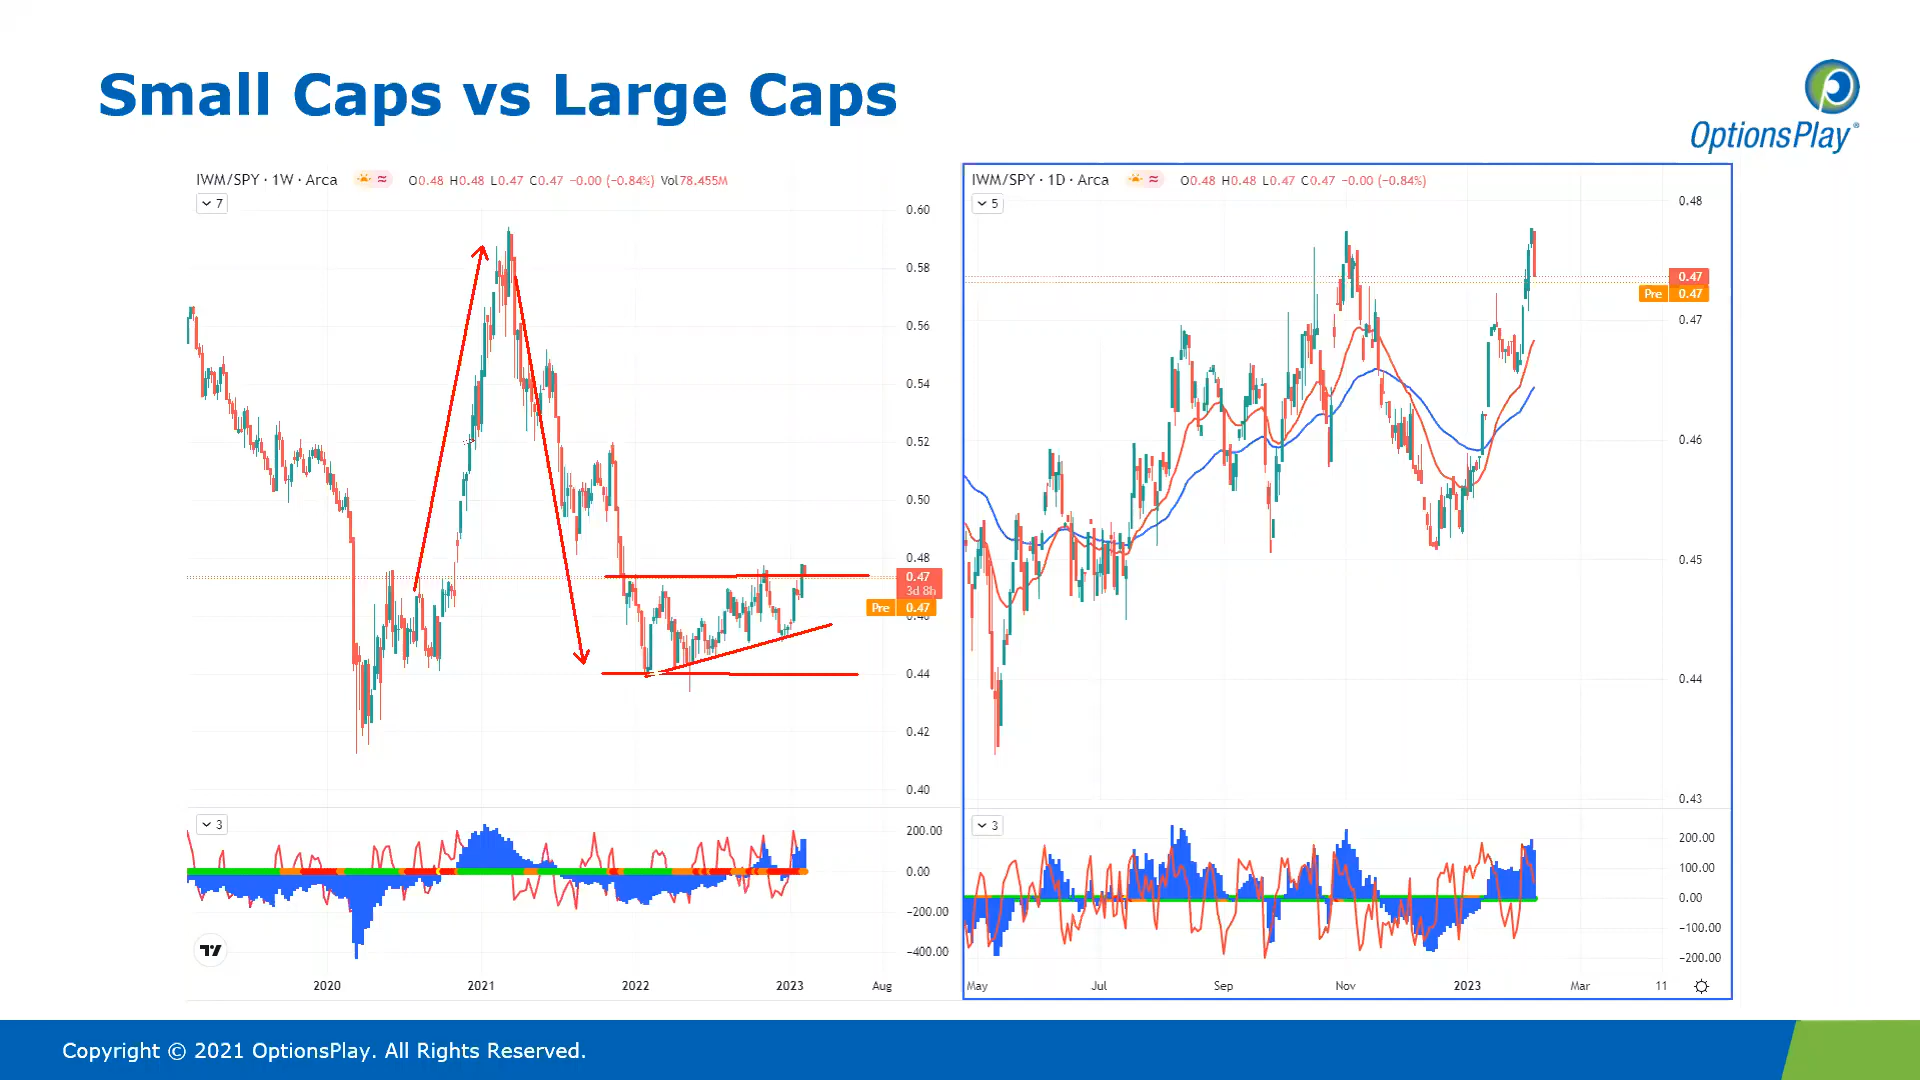 Small Caps vs Large Caps
OptionsPlay®
IWM/SPY · 1W · Arca
O0.48 H0.48 L0.47 C0.47 −0.00 (−0.84%) Vol78.455M
7
0.60
0.58
0.56
0.54
0.52
0.50
0.48
0.47
3d 8h
Pre 0.47
0.46
0.44
0.42
0.40
3
200.00
0.00
−200.00
−400.00
2020
2021
2022
2023
Aug
IWM/SPY · 1D · Arca
O0.48 H0.48 L0.47 C0.47 −0.00 (−0.84%)
5
0.48
0.47
Pre 0.47
0.47
0.46
0.45
0.44
0.43
3
200.00
100.00
0.00
−100.00
−200.00
May
Jul
Sep
Nov
2023
Mar
11
Copyright © 2021 OptionsPlay. All Rights Reserved.